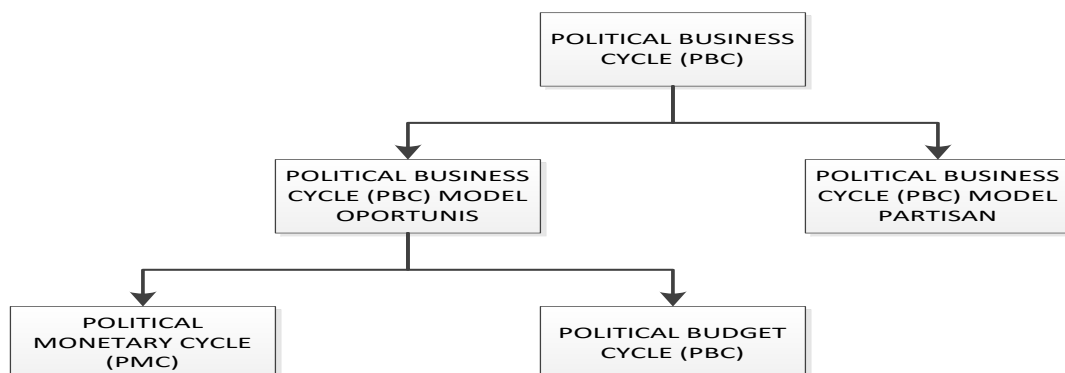 POLITICAL BUSINESS
CYCLE (PBC)
POLITICAL BUSINESS
CYCLE (PBC) MODEL
OPORTUNIS
POLITICAL BUSINESS
CYCLE (PBC) MODEL
PARTISAN
POLITICAL
MONETARY CYCLE
(PMC)
POLITICAL BUDGET
CYCLE (PBC)